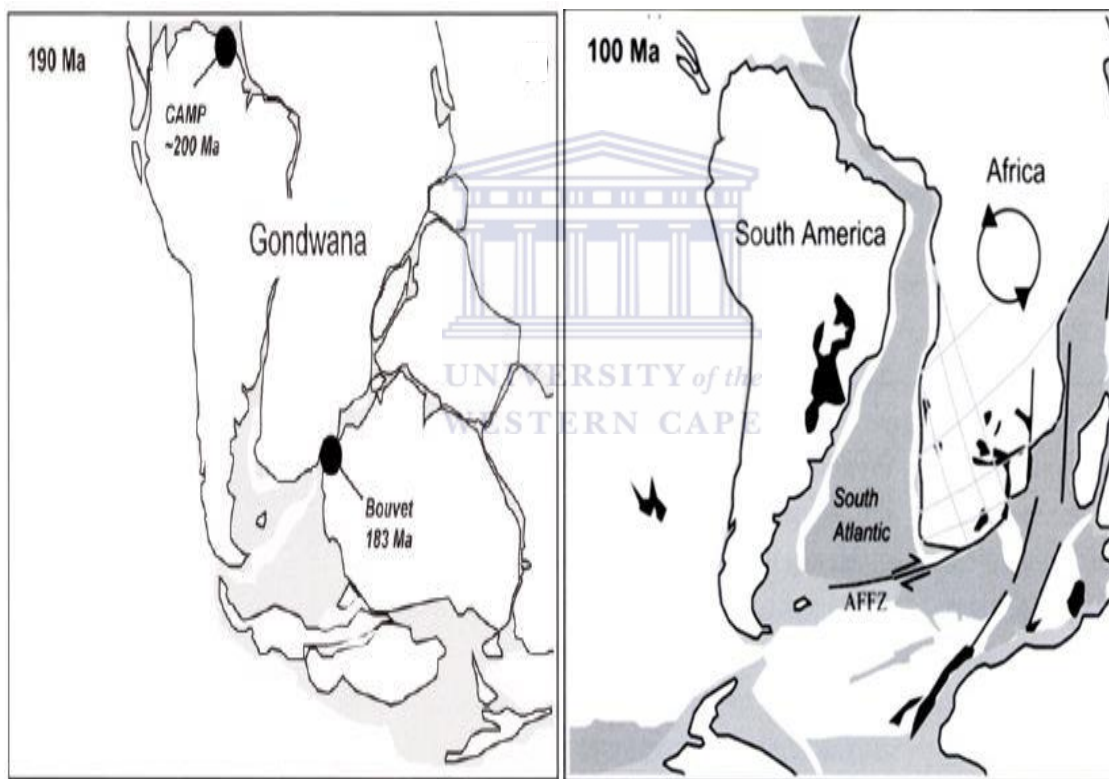 190 Ma
CAMP
~200 Ma
Gondwana
Bouvet
183 Ma
100 Ma
Africa
South America
South
Atlantic
AFFZ
UNIVERSITY of the
WESTERN CAPE